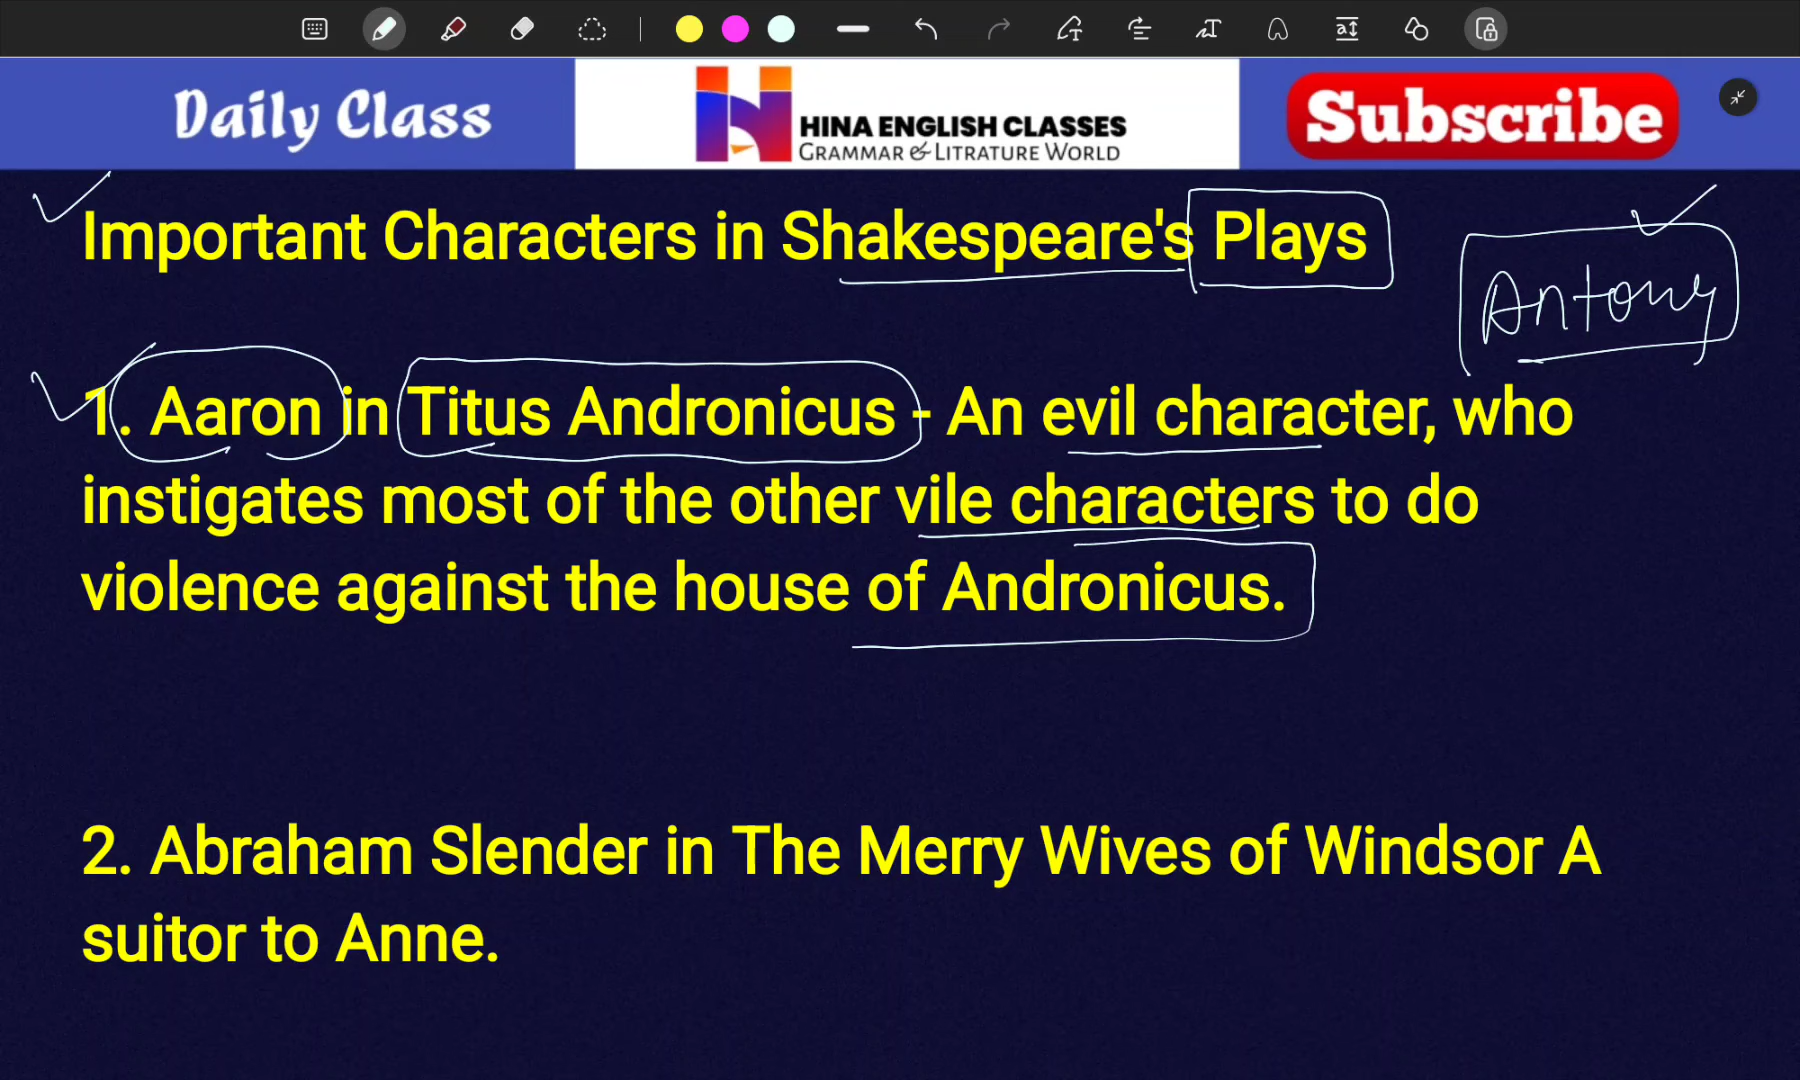 Daily Class
HINA ENGLISH CLASSES
GRAMMAR & LITRATURE WORLD
Subscribe
Important Characters in Shakespeare's Plays
Antony
1. Aaron in Titus Andronicus - An evil character, who
instigates most of the other vile characters to do
violence against the house of Andronicus.
2. Abraham Slender in The Merry Wives of Windsor A
suitor to Anne.